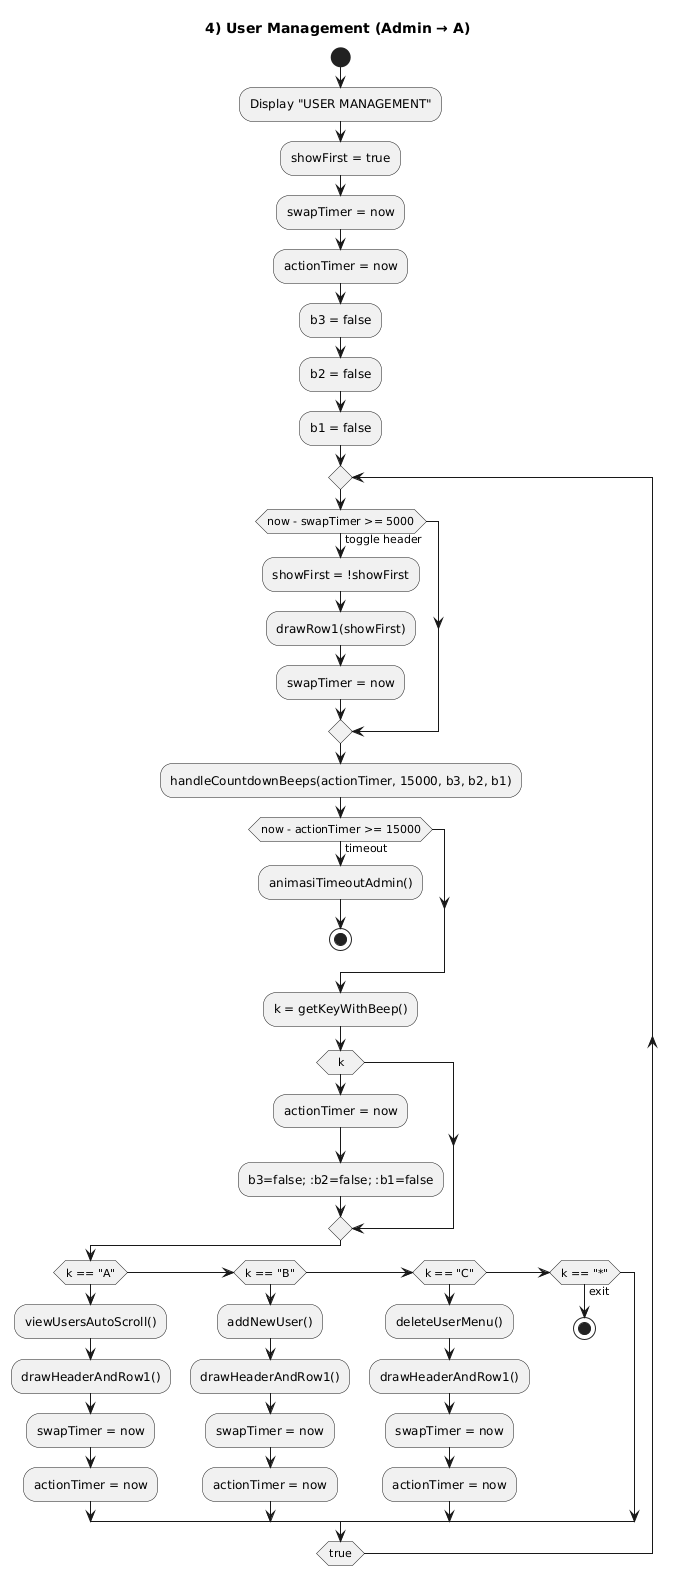 4) User Management (Admin → A)
Display "USER MANAGEMENT"
showFirst = true
swapTimer = now
actionTimer = now
b3 = false
b2 = false
b1 = false
now - swapTimer >= 5000
toggle header
showFirst = !showFirst
drawRow1(showFirst)
swapTimer = now
handleCountdownBeeps(actionTimer, 15000, b3, b2, b1)
now - actionTimer >= 15000
timeout
animasiTimeoutAdmin()
k = getKeyWithBeep()
k
actionTimer = now
b3=false; :b2=false; :b1=false
k == "A"
k == "B"
k == "C"
k == "*"
exit
viewUsersAutoScroll()
addNewUser()
deleteUserMenu()
drawHeaderAndRow1()
drawHeaderAndRow1()
drawHeaderAndRow1()
swapTimer = now
swapTimer = now
swapTimer = now
actionTimer = now
actionTimer = now
actionTimer = now
true